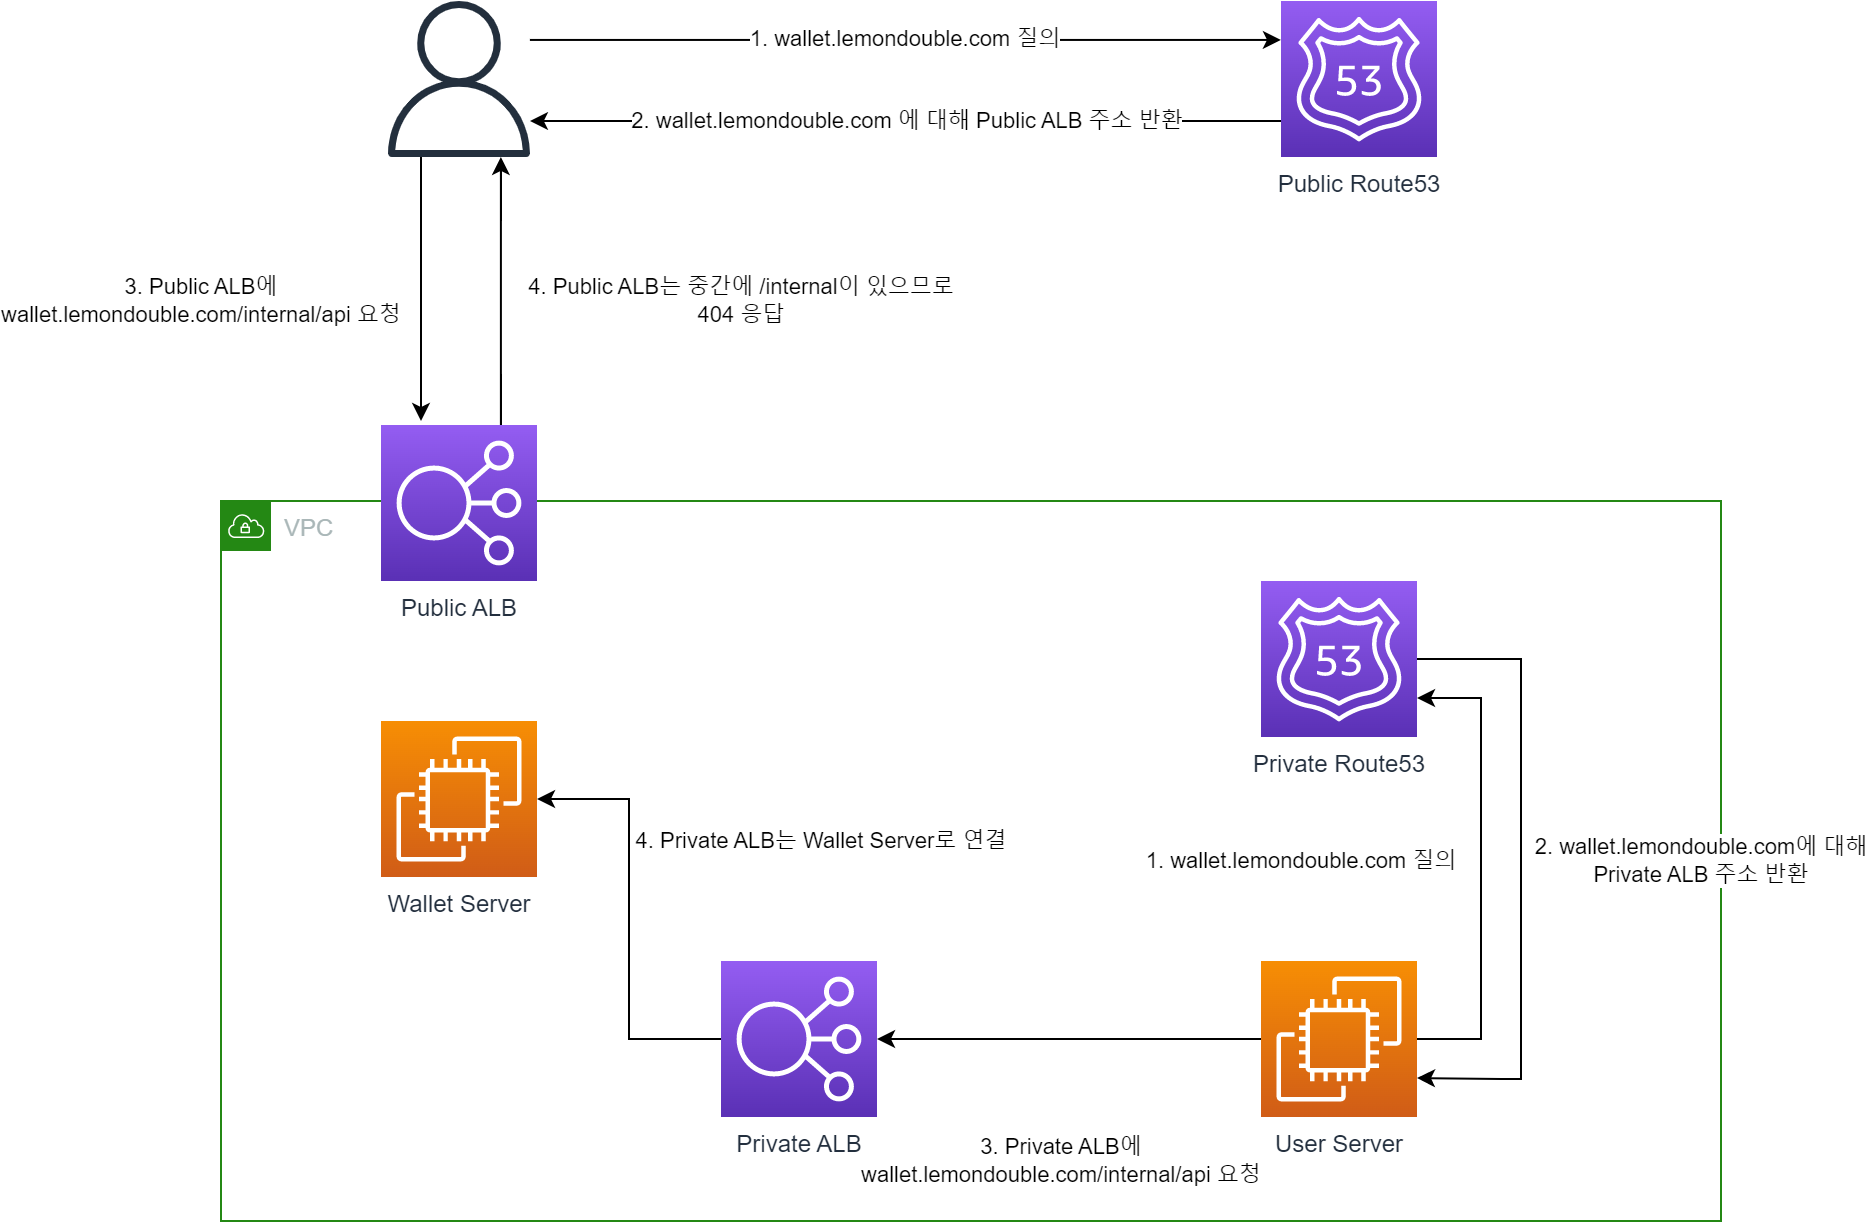 1. wallet.lemondouble.com 질의
53
2. wallet.lemondouble.com 에 대해 Public ALB 주소 반환
Public Route53
3. Public ALB에
wallet.lemondouble.com/internal/api 요청
4. Public ALB는 중간에 /internal이 있으므로
404 응답
VPC
Public ALB
53
Private Route53
Wallet Server
4. Private ALB는 Wallet Server로 연결
1. wallet.lemondouble.com 질의
2. wallet.lemondouble.com에 대해
Private ALB 주소 반환
Private ALB
User Server
3. Private ALB에
wallet.lemondouble.com/internal/api 요청